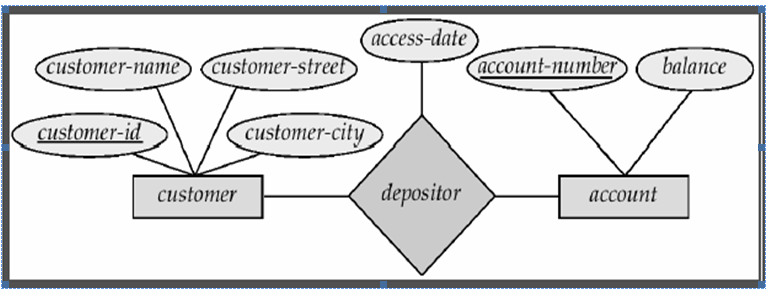 access-date
customer-name
customer-street
account-number
balance
customer-id
customer-city
customer
depositor
account